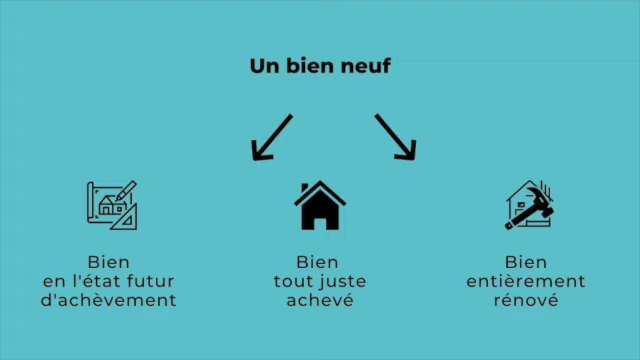 Un bien neuf
Bien
en l'état futur
d'achèvement
Bien
tout juste
achevé
Bien
entièrement
rénové